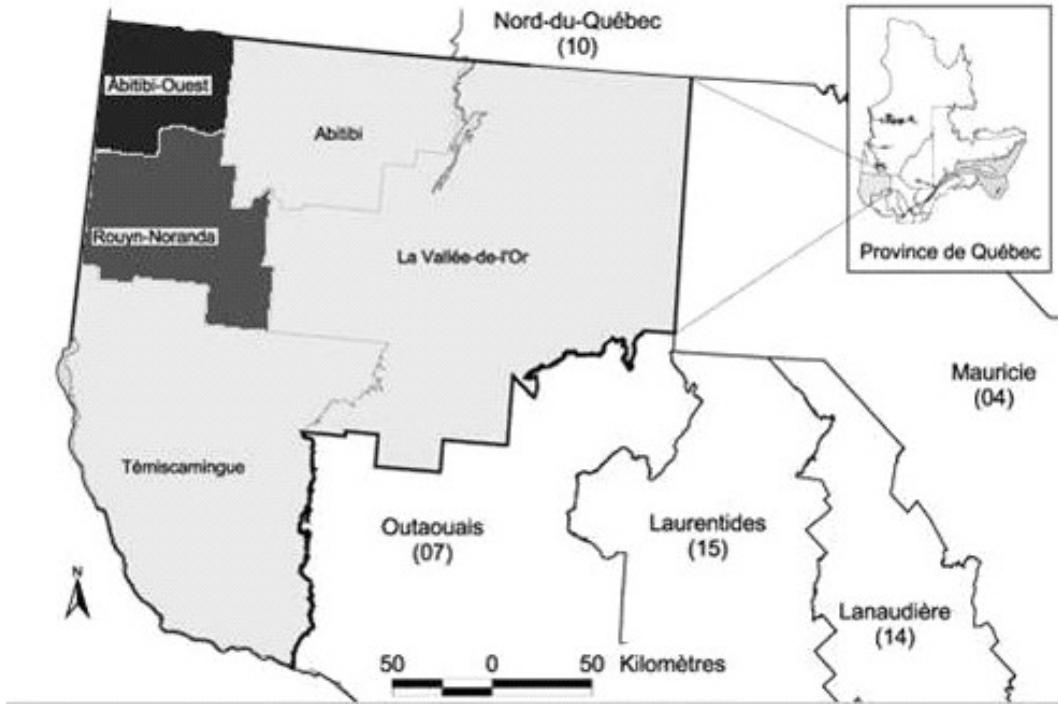 Nord-du-Québec
(10)
Abitibi-Ouest
Abitibi
Rouyn-Noranda
La Vallée-de-l'Or
Province de Québec
Mauricie
(04)
Témiscamingue
Outaouais
(07)
Laurentides
(15)
Lanaudière
(14)
N
50 0 50 Kilomètres